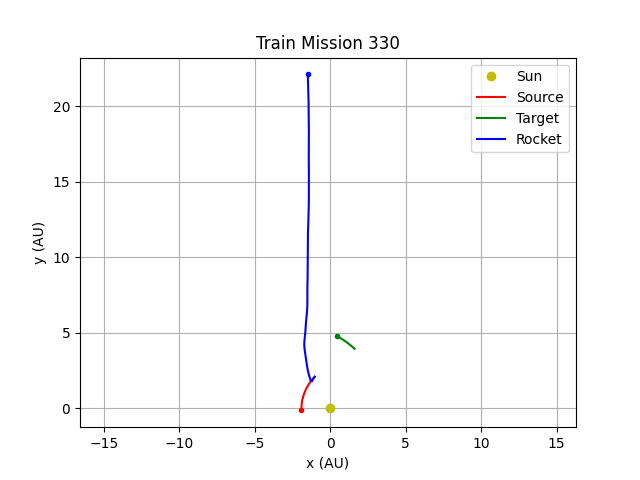 Train Mission 330
Sun
Source
Target
Rocket
20
15
10
5
0
y (AU)
−15
−10
−5
0
5
10
15
x (AU)